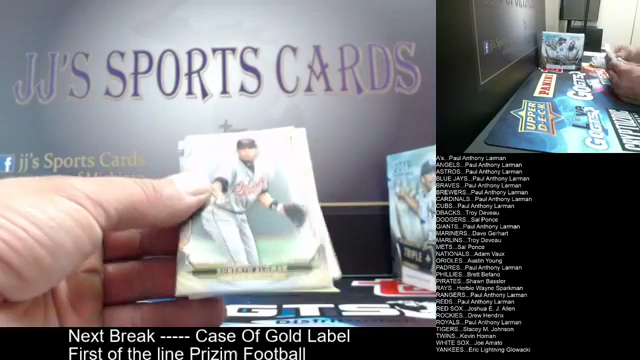 JJ'S SPORTS CARDS
jj's Sports Cards
ROBERTO ALOMAR
TRIPLE
PANINI
UPPER DECK
GTS
A's...Paul Anthony Larman
ANGELS...Paul Anthony Larman
ASTROS...Paul Anthony Larman
BLUE JAYS...Paul Anthony Larman
BRAVES...Paul Anthony Larman
BREWERS...Paul Anthony Larman
CARDINALS...Paul Anthony Larman
CUBS...Paul Anthony Larman
DBACKS...Troy Deveau
DODGERS...Sal Ponce
GIANTS...Paul Anthony Larman
MARINERS...Dave Gerhart
MARLINS...Troy Deveau
METS...Sal Ponce
NATIONALS...Adam Vaux
ORIOLES...Austin Young
PADRES...Paul Anthony Larman
PHILLIES...Brett Befano
PIRATES...Shawn Bassler
RAYS...Herbie Wayne Sparkman
RANGERS...Paul Anthony Larman
REDS...Paul Anthony Larman
RED SOX...Joshua E. J. Allen
ROCKIES...Drew Hendrix
ROYALS...Paul Anthony Larman
TIGERS...Stacey M. Johnson
TWINS...Kevin Homan
WHITE SOX...Joe Amato
YANKEES...Eric Lightning Glowacki
Next Break ----- Case Of Gold Label
First of the line Prizim Football